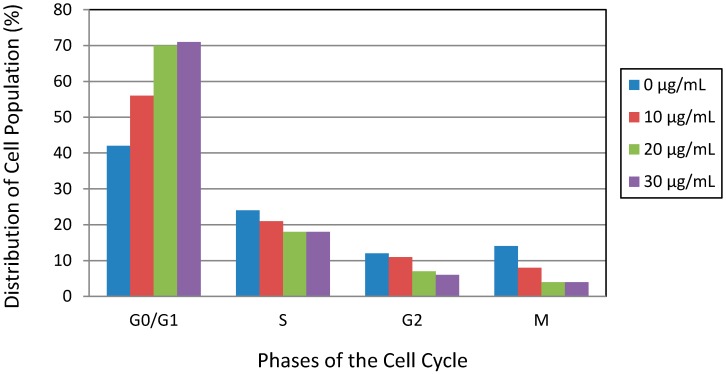 Distribution of Cell Population (%)
80
70
60
50
40
30
20
10
0
G0/G1 S G2 M
Phases of the Cell Cycle
0 µg/mL
10 µg/mL
20 µg/mL
30 µg/mL